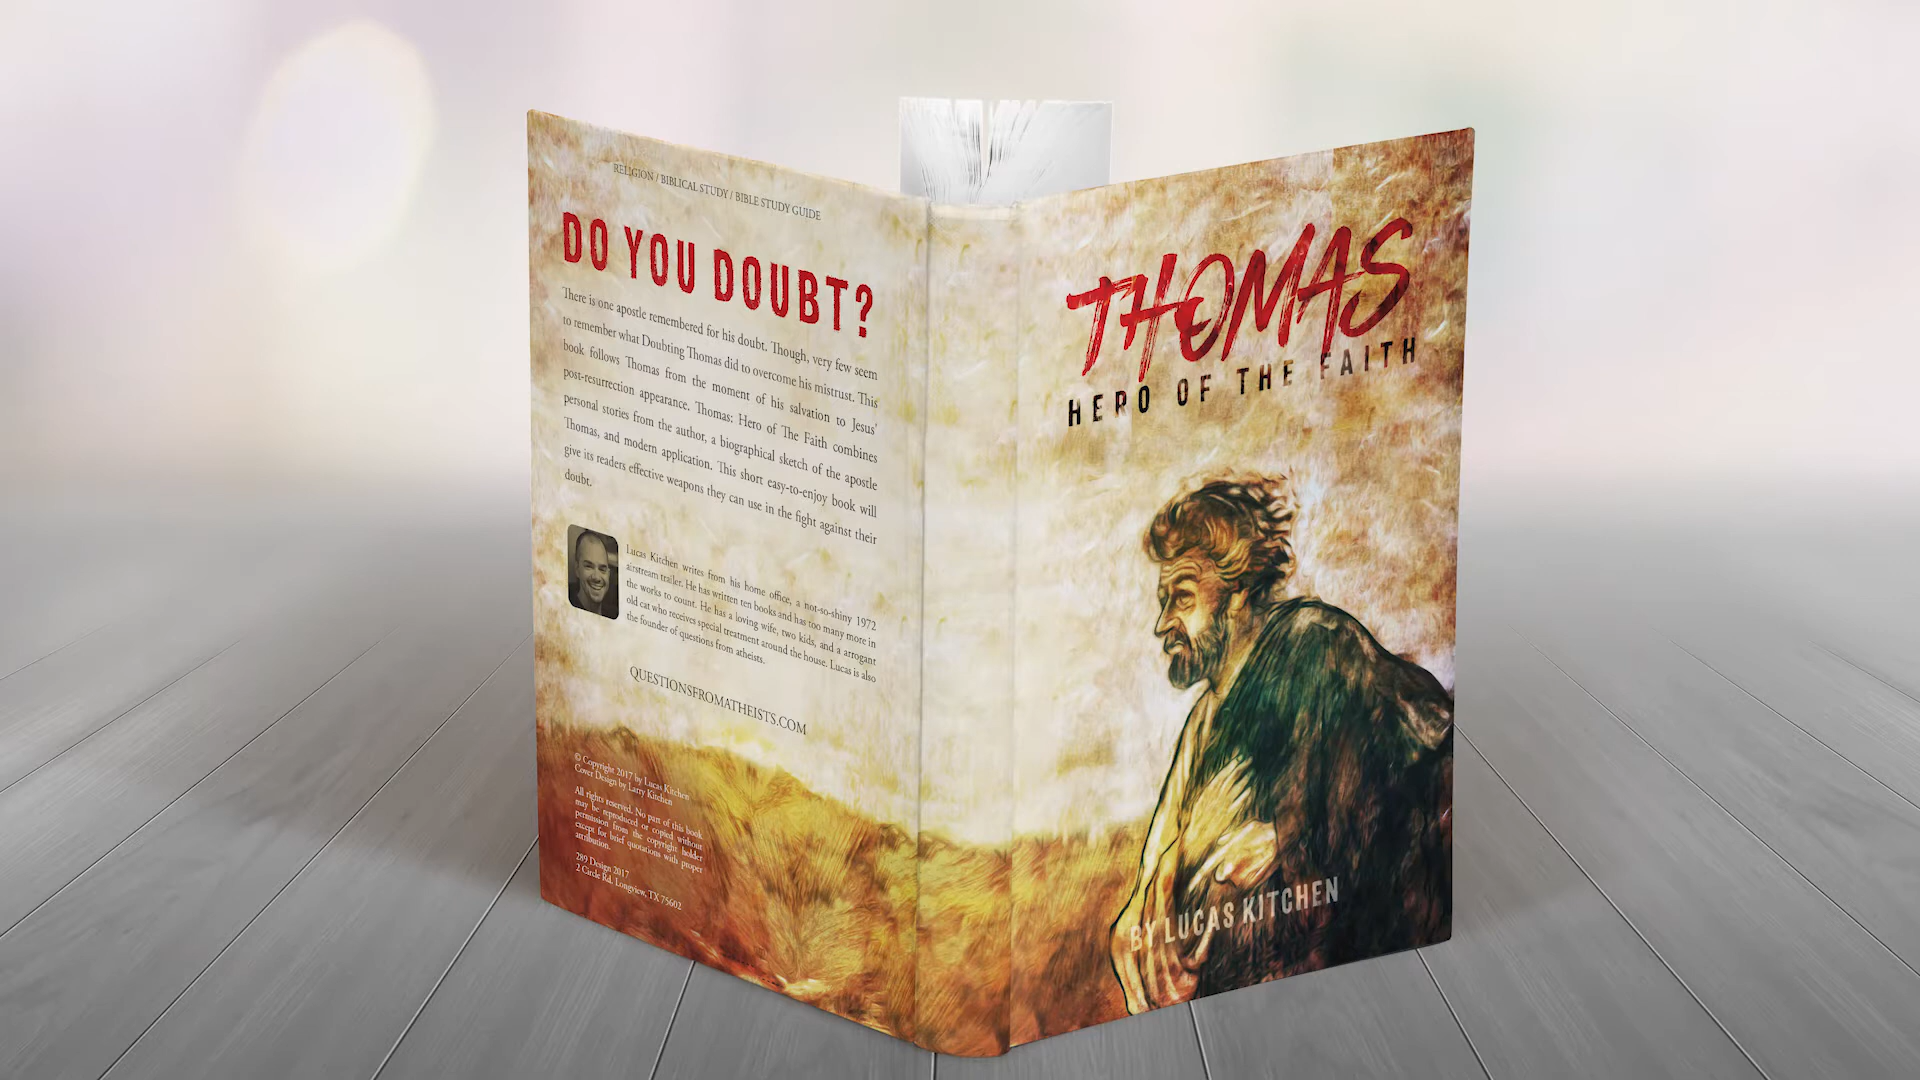 RELIGION / BIBLICAL STUDY / BIBLE STUDY GUIDE
DO YOU DOUBT?
There is one apostle remembered for his doubt. Though, very few seem
to remember what Doubting Thomas did to overcome his mistrust. This
book follows Thomas from the moment of his salvation to Jesus'
post-resurrection appearance. Thomas: Hero of The Faith combines
personal stories from the author, a biographical sketch of the apostle
Thomas, and modern application. This short easy-to-enjoy book will
give its readers effective weapons they can use in the fight against their
doubt.
Lucas Kitchen writes from his home office, a not-so-shiny 1972
airstream trailer. He has written ten books and has too many more in
the works to count. He has a loving wife, two kids, and a arrogant
old cat who receives special treatment around the house. Lucas is also
the founder of questions from atheists.
QUESTIONSFROMATHEISTS.COM
© Copyright 2017 by Lucas Kitchen
Cover Design by Larry Kitchen
All rights reserved. No part of this book
may be reproduced or copied without
permission from the copyright holder
except for brief quotations with proper
attribution.
289 Design 2017
2 Circle Rd. Longview, TX 75602
THOMAS
HERO OF THE FAITH
BY LUCAS KITCHEN